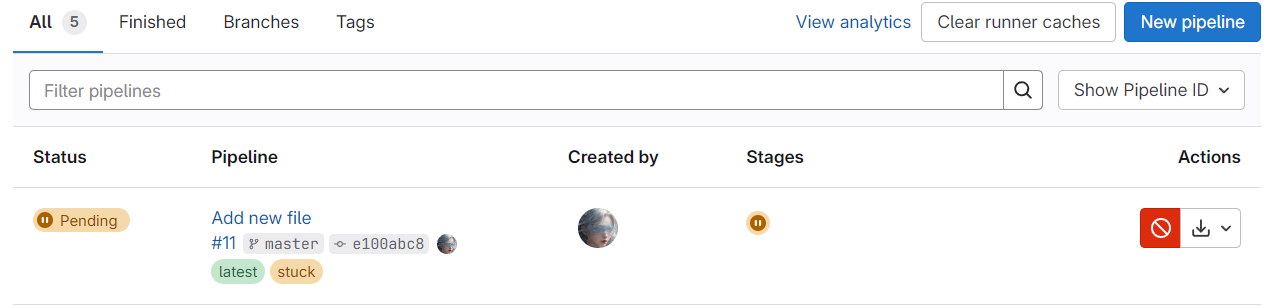 All 5 Finished Branches Tags View analytics Clear runner caches New pipeline
Filter pipelines Show Pipeline ID
Status Pipeline Created by Stages Actions
Pending Add new file
#11 master e100abc8
latest stuck